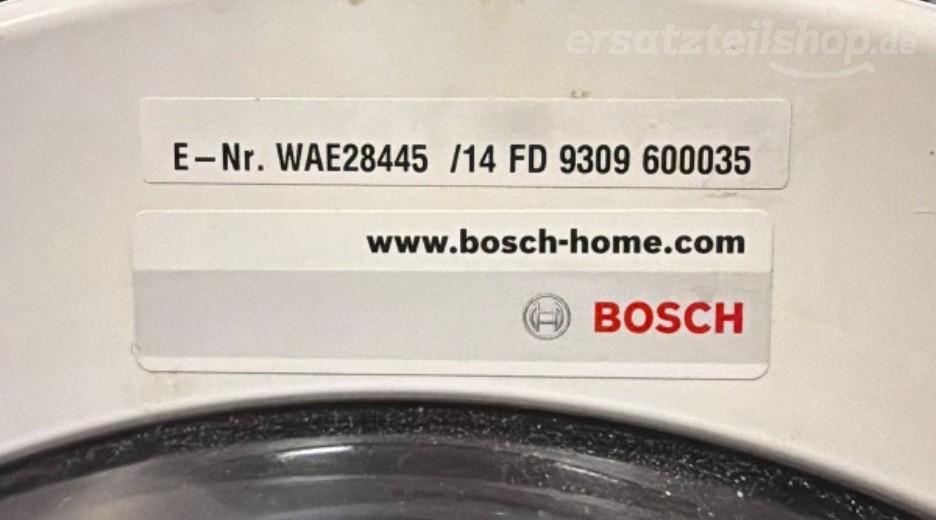 ersatzteilshop.de
E-Nr. WAE28445 /14 FD 9309 600035
www.bosch-home.com
BOSCH